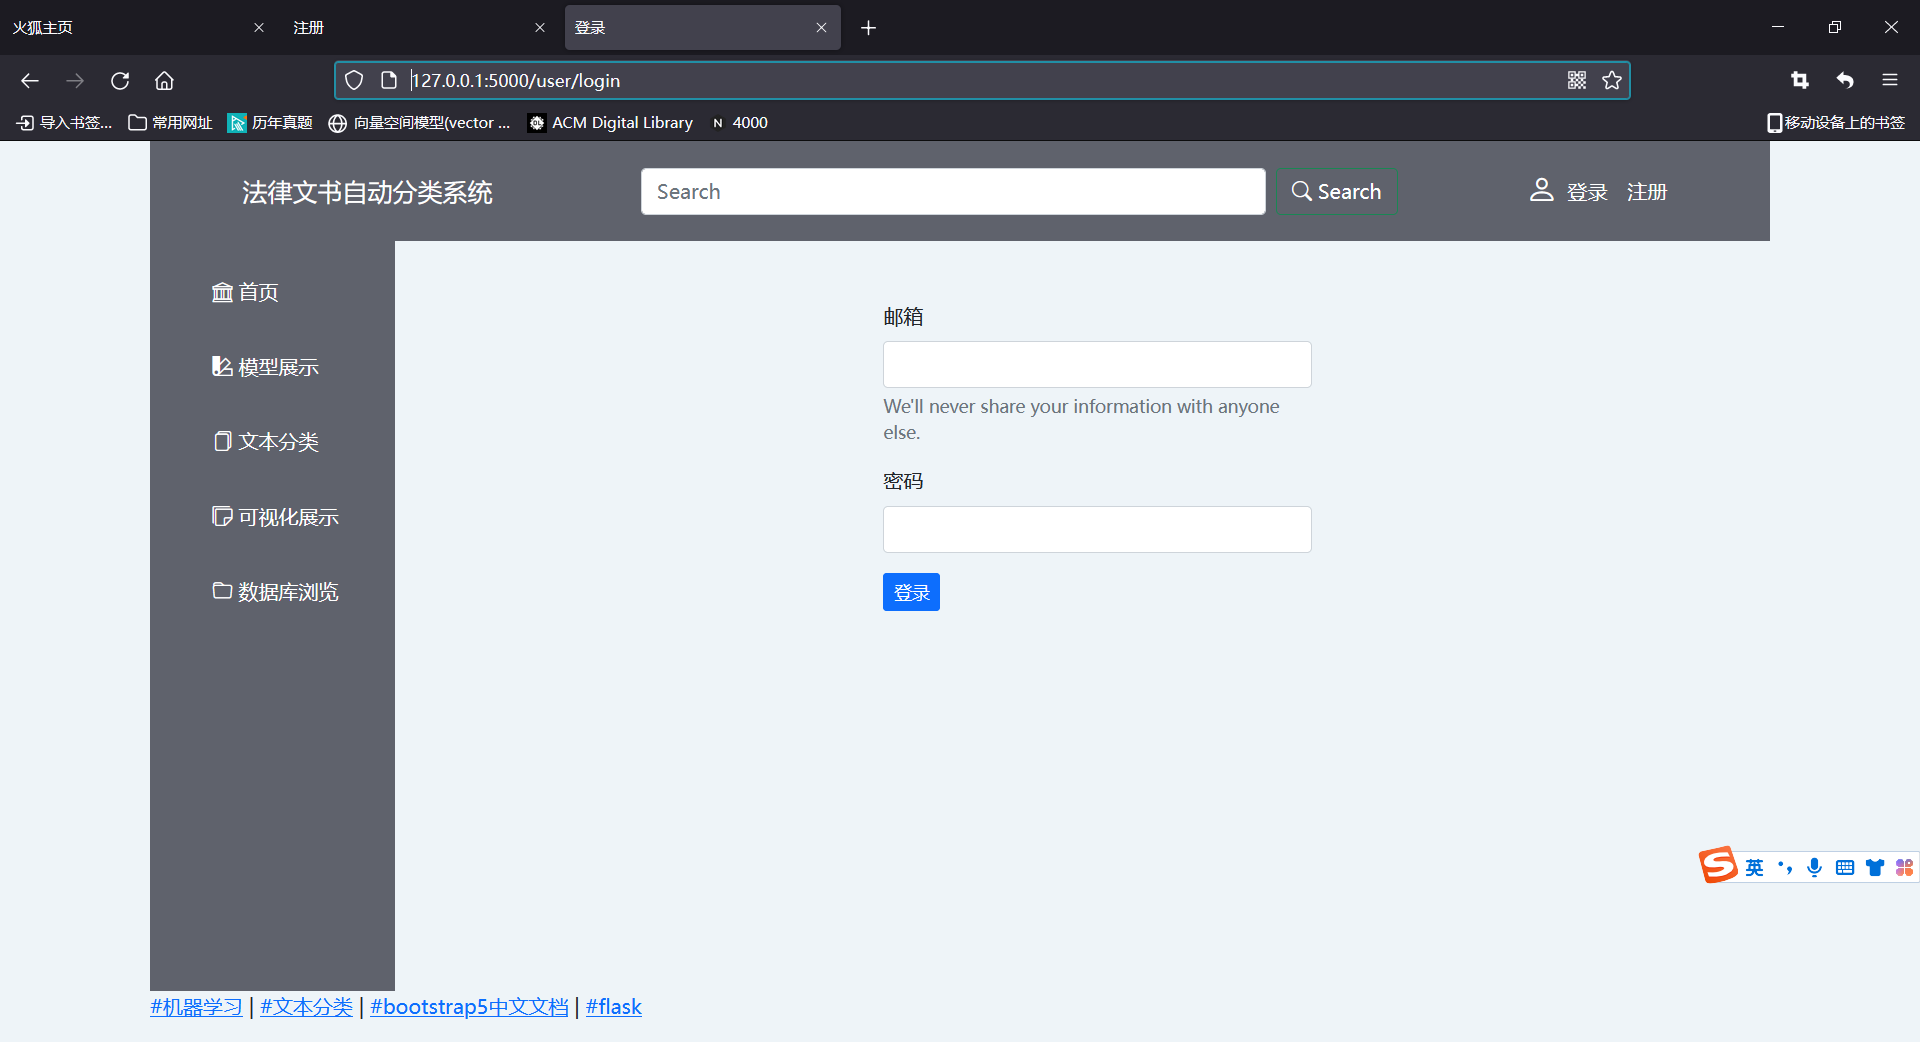 火狐主页
注册
登录
127.0.0.1:5000/user/login
导入书签... 常用网址 历年真题 向量空间模型(vector ... ACM Digital Library N 4000 移动设备上的书签
法律文书自动分类系统
Search
Search
登录 注册
首页
模型展示
文本分类
可视化展示
数据库浏览
邮箱
We'll never share your information with anyone
else.
密码
登录
S 英
#机器学习 | #文本分类 | #bootstrap5中文文档 | #flask